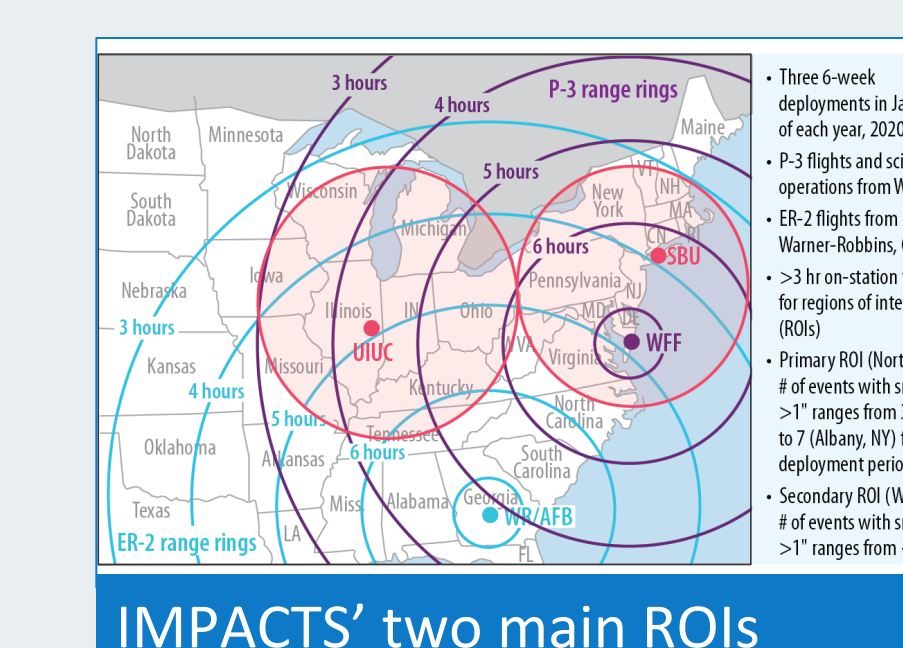 3 hours
4 hours
P-3 range rings
Maine
North
Dakota
Minnesota
5 hours
VT
NH
Wisconsin
South
Dakota
New
York
MA
Michigan
CN
RI
6 hours
SBU
Iowa
Pennsylvania
Nebraska
NJ
Illinois
IN
Ohio
MD
DE
3 hours
UIUC
WVA
WFF
Virginia
Kansas
Missouri
4 hours
Kentucky
North
Carolina
5 hours
Tennessee
6 hours
Oklahoma
Arkansas
South
Carolina
Texas
Miss
Alabama
Georgia
WR/AFB
LA
ER-2 range rings
FL
• Three 6-week
deployments in Ja
of each year, 2020
• P-3 flights and sci
operations from W
• ER-2 flights from
Warner-Robbins,
• >3 hr on-station
for regions of inte
(ROIs)
• Primary ROI (Nort
# of events with s
>1" ranges from 3
to 7 (Albany, NY)
deployment perio
• Secondary ROI (W
# of events with s
>1" ranges from
IMPACTS’ two main ROIs